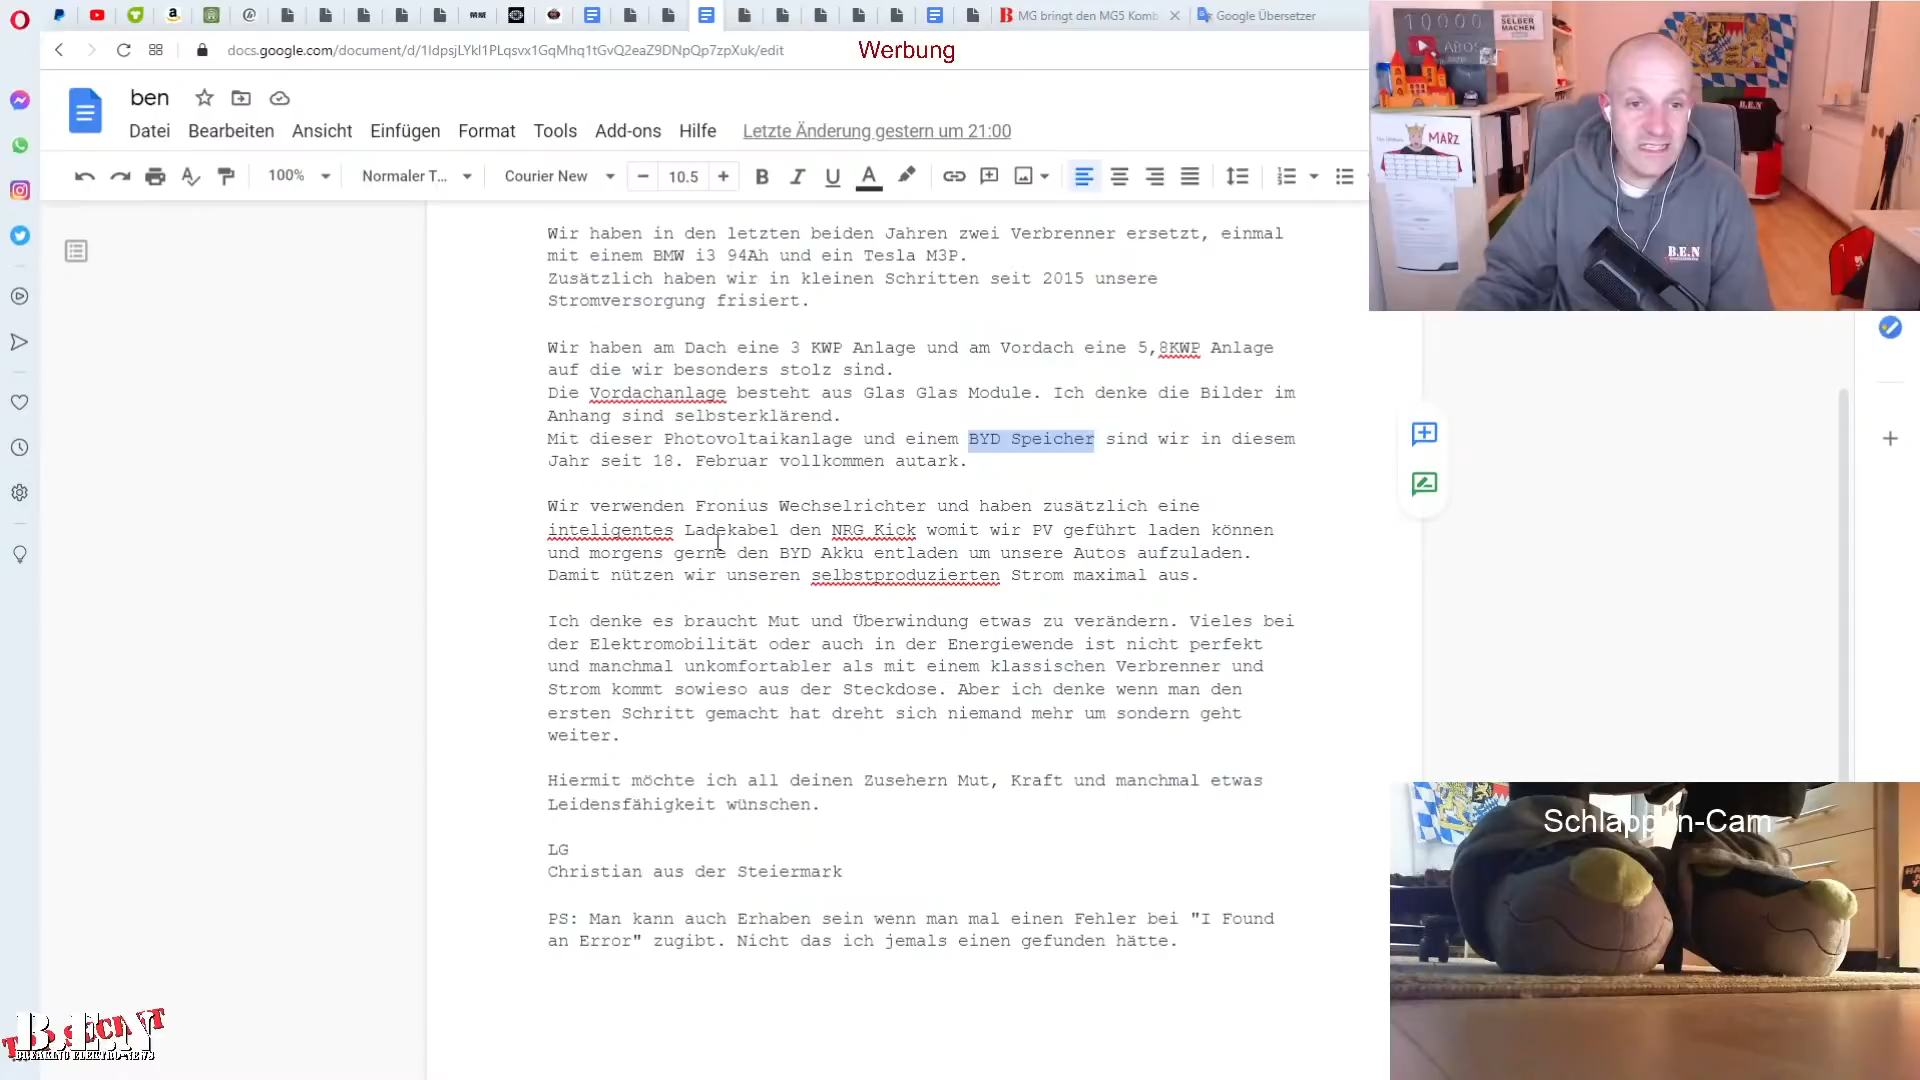 MG bringt den MG5 Komb
Google Übersetzer
docs.google.com/document/d/1ldpsjLYkl1PLqsvx1GqMhq1tGvQ2eaZ9DNpQp7zpXuk/edit
Werbung
10000
ABOS
SELBER
MACHEN
MÄRZ
B.E.N
ben
Datei Bearbeiten Ansicht Einfügen Format Tools Add-ons Hilfe Letzte Änderung gestern um 21:00
100% Normaler T... Courier New 10.5
Wir haben in den letzten beiden Jahren zwei Verbrenner ersetzt, einmal
mit einem BMW i3 94Ah und ein Tesla M3P.
Zusätzlich haben wir in kleinen Schritten seit 2015 unsere
Stromversorgung frisiert.
Wir haben am Dach eine 3 KWP Anlage und am Vordach eine 5,8KWP Anlage
auf die wir besonders stolz sind.
Die Vordachanlage besteht aus Glas Glas Module. Ich denke die Bilder im
Anhang sind selbsterklärend.
Mit dieser Photovoltaikanlage und einem BYD Speicher sind wir in diesem
Jahr seit 18. Februar vollkommen autark.
Wir verwenden Fronius Wechselrichter und haben zusätzlich eine
inteligentes Ladekabel den NRG Kick womit wir PV geführt laden können
und morgens gerne den BYD Akku entladen um unsere Autos aufzuladen.
Damit nützen wir unseren selbstproduzierten Strom maximal aus.
Ich denke es braucht Mut und Überwindung etwas zu verändern. Vieles bei
der Elektromobilität oder auch in der Energiewende ist nicht perfekt
und manchmal unkomfortabler als mit einem klassischen Verbrenner und
Strom kommt sowieso aus der Steckdose. Aber ich denke wenn man den
ersten Schritt gemacht hat dreht sich niemand mehr um sondern geht
weiter.
Hiermit möchte ich all deinen Zusehern Mut, Kraft und manchmal etwas
Leidensfähigkeit wünschen.
LG
Christian aus der Steiermark
PS: Man kann auch Erhaben sein wenn man mal einen Fehler bei "I Found
an Error" zugibt. Nicht das ich jemals einen gefunden hätte.
Schlappen-Cam
B.E.N
BREAKING ELEKTRO-NEWS